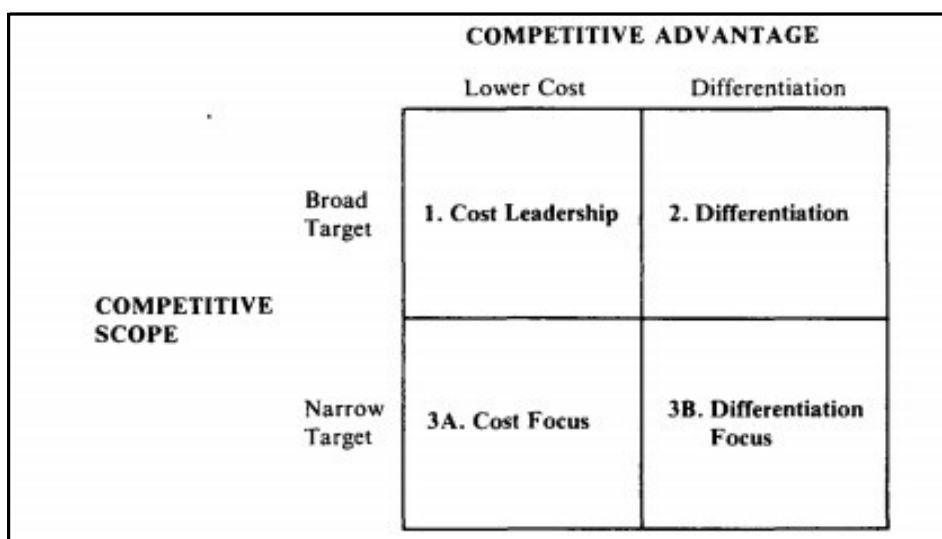 COMPETITIVE ADVANTAGE
Lower Cost Differentiation
Broad
Target
1. Cost Leadership 2. Differentiation
COMPETITIVE
SCOPE
Narrow
Target
3A. Cost Focus
3B. Differentiation
Focus